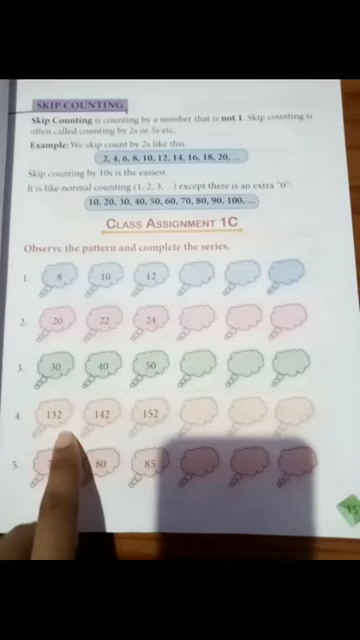 SKIP COUNTING
Skip Counting is counting by a number that is not 1. Skip counting is
often called counting by 2s or 5s etc.
Example: We skip count by 2s like this.
2, 4, 6, 8, 10, 12, 14, 16, 18, 20, ...
Skip counting by 10s is the easiest.
It is like normal counting (1, 2, 3, ...) except there is an extra "0".
10, 20, 30, 40, 50, 60, 70, 80, 90, 100, ...
CLASS ASSIGNMENT 1C
Observe the pattern and complete the series.
1. 8 10 12
2. 20 22 24
3. 30 40 50
4. 132 142 152
5. 80 85
15